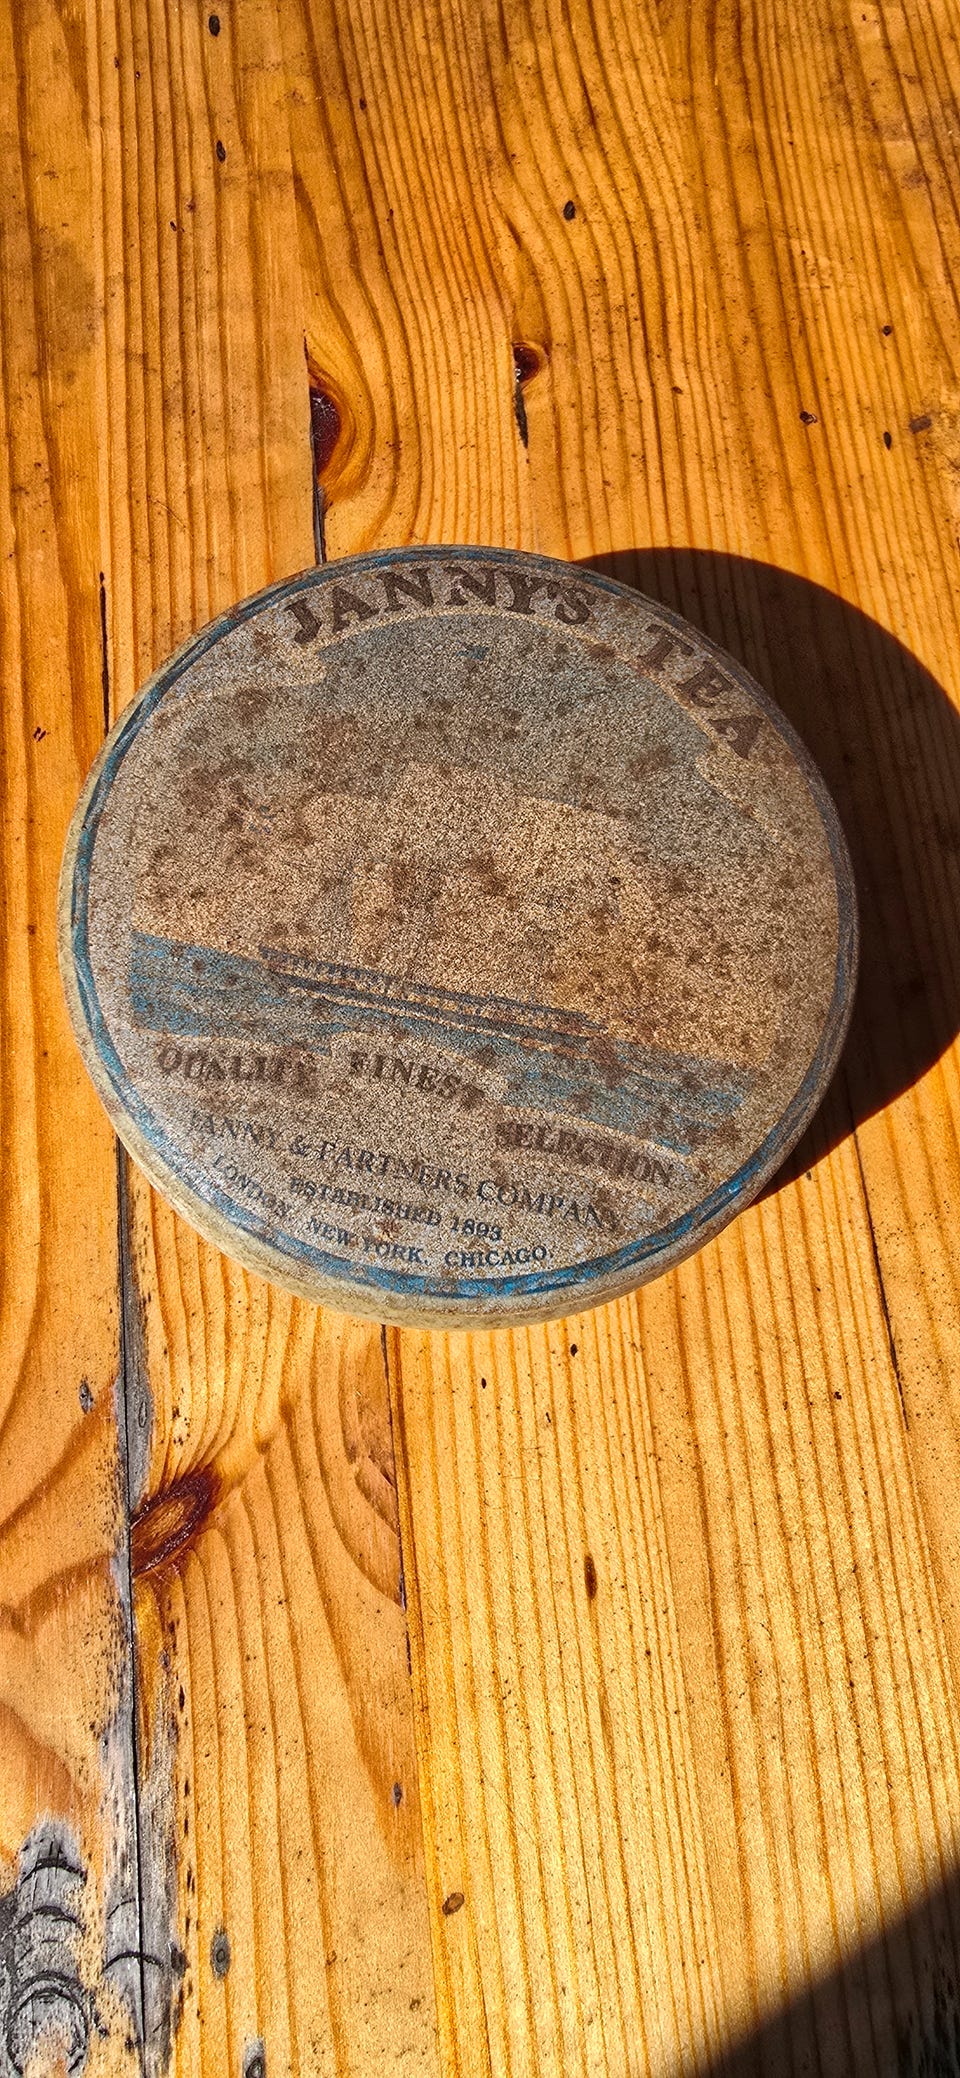 JANNY'S TEA
QUALITY FINEST SELECTION
JANNY & PARTNERS COMPANY
ESTABLISHED 1893
LONDON. NEW YORK. CHICAGO.